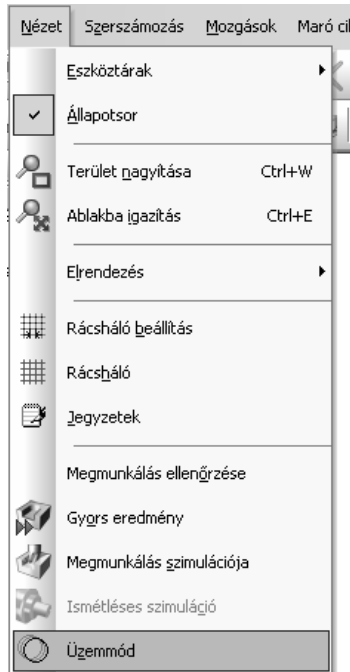 Nézet Szerszámozás Mozgások Maró
Eszköztárak
Állapotsor
Terület nagyítása Ctrl+W
Ablakba igazítás Ctrl+E
Elrendezés
Rácsháló beállítás
Rácsháló
Jegyzetek
Megmunkálás ellenőrzése
Gyors eredmény
Megmunkálás szimulációja
Ismétléses szimuláció
Üzemmód